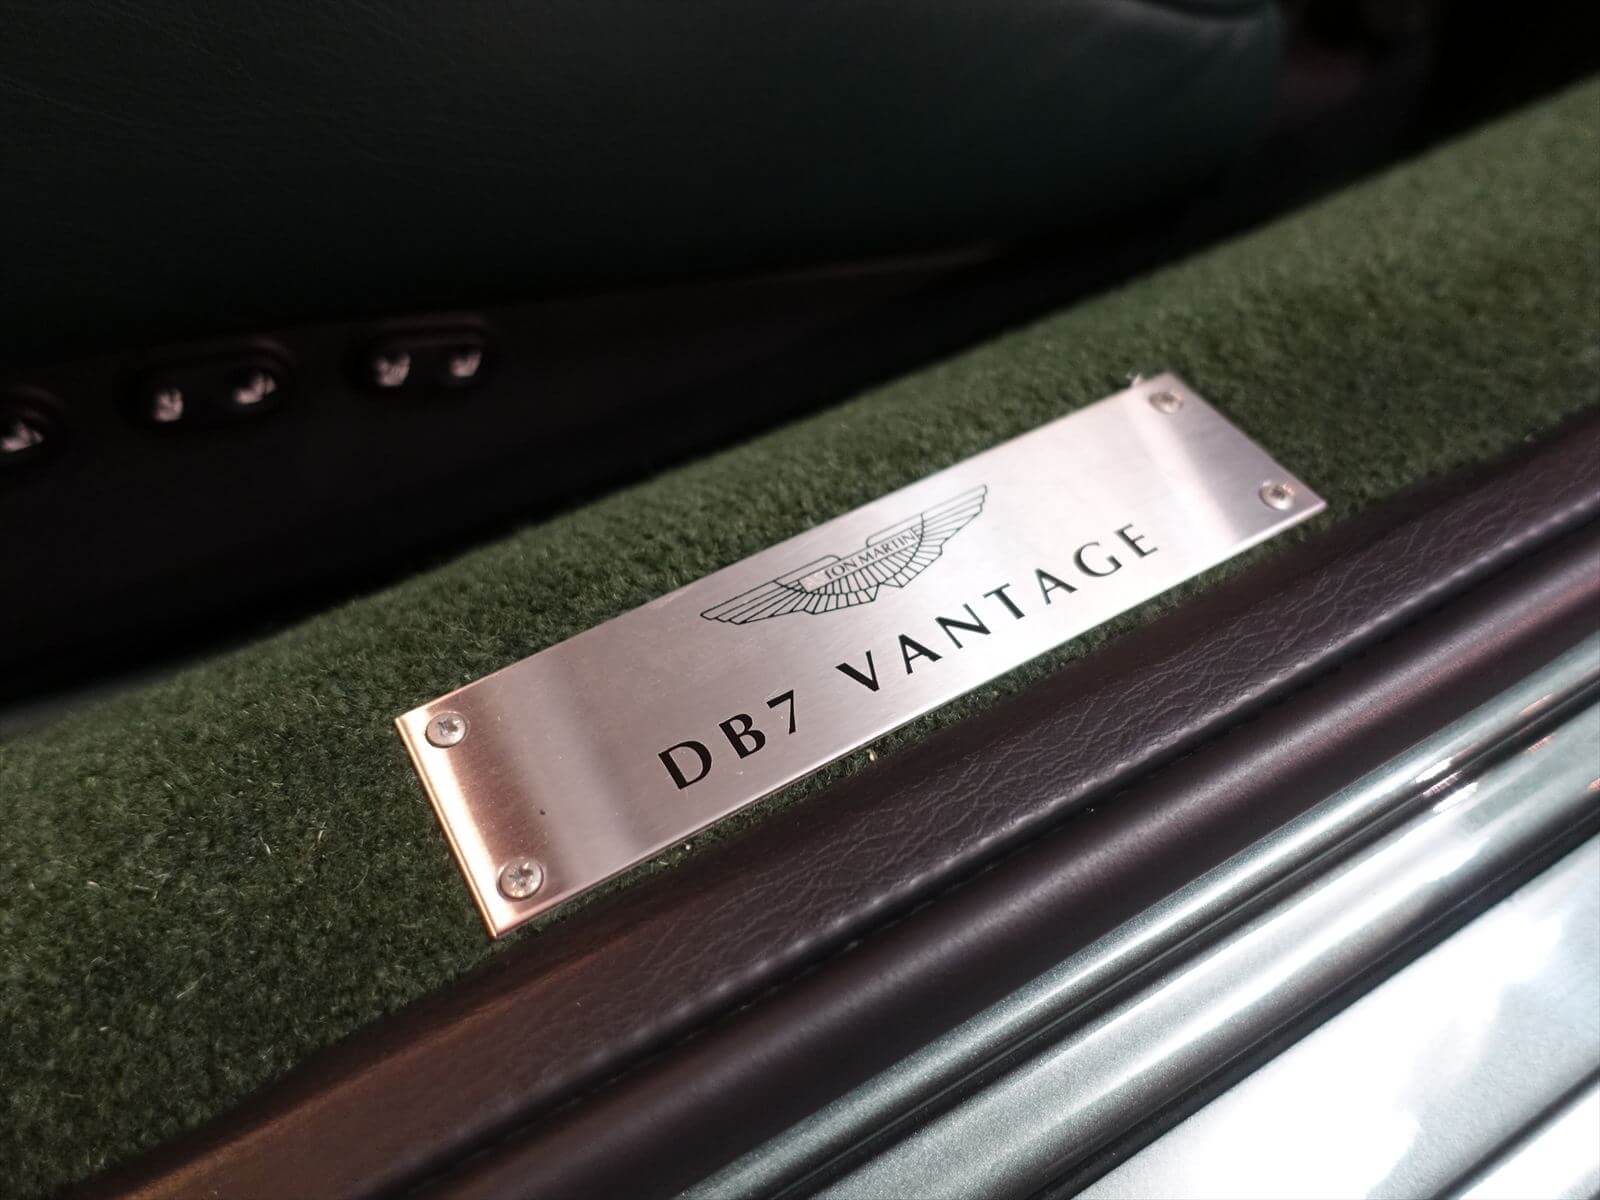 ASTON MARTIN
DB7 VANTAGE